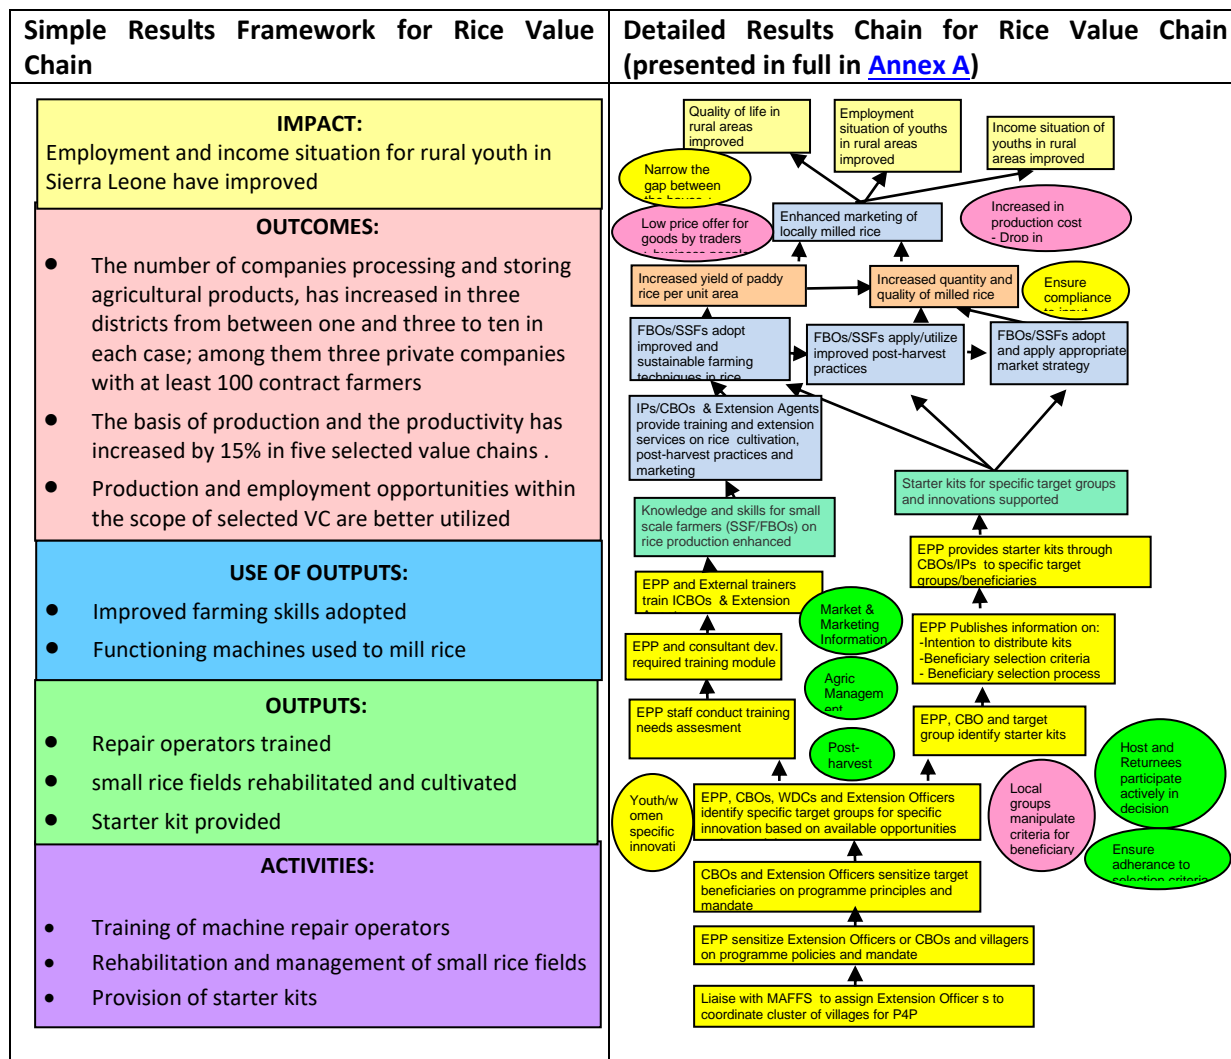 Simple Results Framework for Rice Value
Chain
IMPACT:
Employment and income situation for rural youth in
Sierra Leone have improved
OUTCOMES:
• The number of companies processing and storing
agricultural products, has increased in three
districts from between one and three to ten in
each case; among them three private companies
with at least 100 contract farmers
• The basis of production and the productivity has
increased by 15% in five selected value chains .
• Production and employment opportunities within
the scope of selected VC are better utilized
USE OF OUTPUTS:
• Improved farming skills adopted
• Functioning machines used to mill rice
OUTPUTS:
• Repair operators trained
• small rice fields rehabilitated and cultivated
• Starter kit provided
ACTIVITIES:
• Training of machine repair operators
• Rehabilitation and management of small rice fields
• Provision of starter kits
Detailed Results Chain for Rice Value Chain
(presented in full in Annex A)
Quality of life in
rural areas
improved
Employment
situation of youths
in rural areas
improved
Income situation of
youths in rural
areas improved
Narrow the
gap between
Low price offer for
goods by traders
Enhanced marketing of
locally milled rice
Increased in
production cost
- Drop in
Increased yield of paddy
rice per unit area
Increased quantity and
quality of milled rice
Ensure
compliance
FBOs/SSFs adopt
improved and
sustainable farming
techniques in rice
FBOs/SSFs apply/utilize
improved post-harvest
practices
FBOs/SSFs adopt
and apply appropriate
market strategy
IPs/CBOs & Extension Agents
provide training and extension
services on rice cultivation,
post-harvest practices and
marketing
Starter kits for specific target groups
and innovations supported
Knowledge and skills for small
scale farmers (SSF/FBOs) on
rice production enhanced
EPP provides starter kits through
CBOs/IPs to specific target
groups/beneficiaries
EPP and External trainers
train ICBOs & Extension
Market &
Marketing
Information
EPP Publishes information on:
-Intention to distribute kits
-Beneficiary selection criteria
- Beneficiary selection process
EPP and consultant dev.
required training module
Agric
Managem
ent
EPP staff conduct training
needs assesment
EPP, CBO and target
group identify starter kits
Post-
harvest
Host and
Returnees
participate
actively in
decision
Youth/w
omen
specific
innovati
EPP, CBOs, WDCs and Extension Officers
identify specific target groups for specific
innovation based on available opportunities
Local
groups
manipulate
criteria for
beneficiary
Ensure
adherance to
selection criteria
CBOs and Extension Officers sensitize target
beneficiaries on programme principles and
mandate
EPP sensitize Extension Officers or CBOs and villagers
on programme policies and mandate
Liaise with MAFFS to assign Extension Officer s to
coordinate cluster of villages for P4P